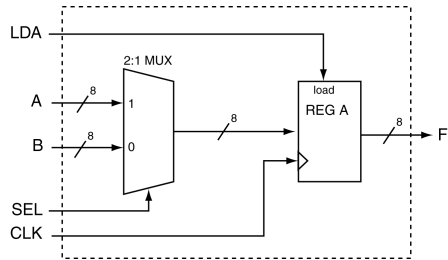 LDA
2:1 MUX
A 8 1
B 8 0
8
load
REG A
8 F
SEL
CLK